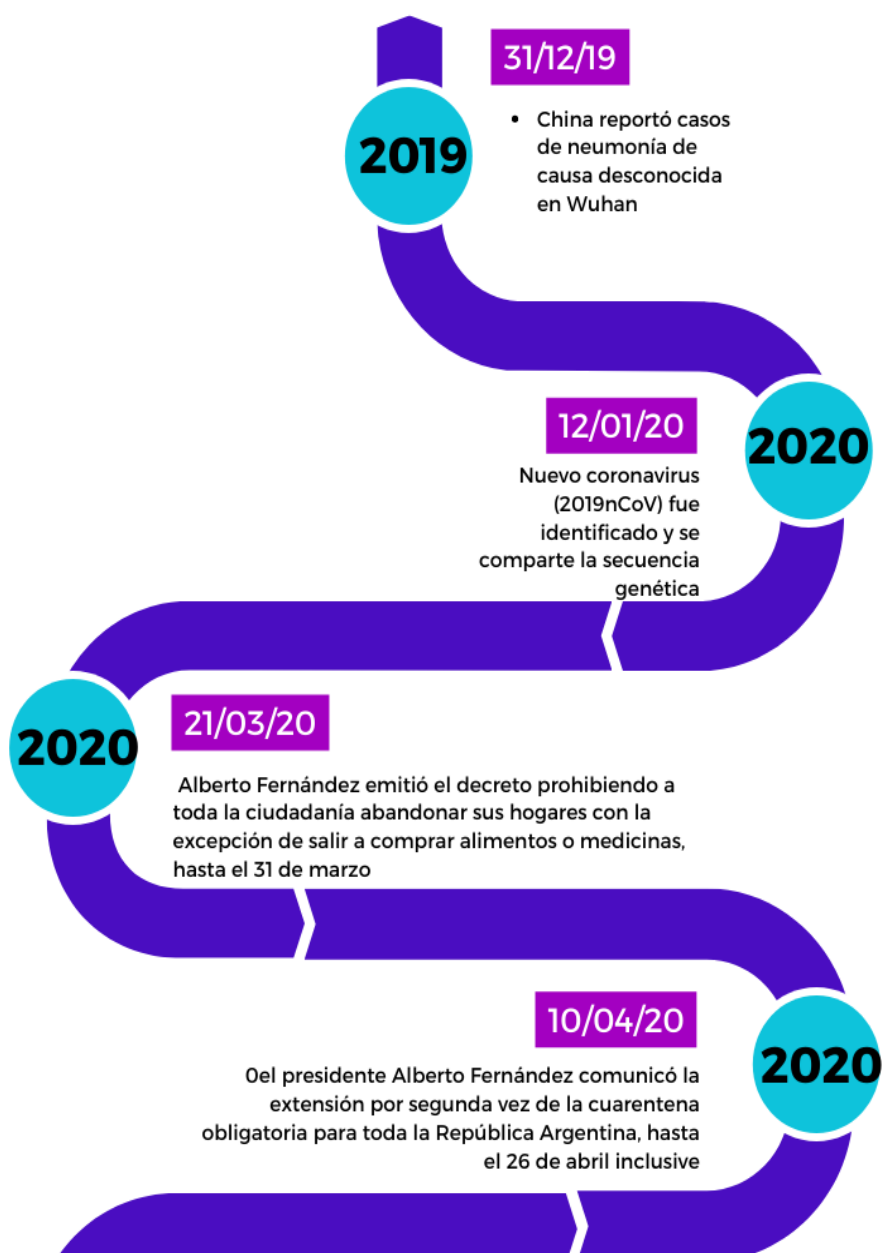 31/12/19
2019
• China reportó casos
de neumonía de
causa desconocida
en Wuhan
12/01/20
2020
Nuevo coronavirus
(2019nCoV) fue
identificado y se
comparte la secuencia
genética
21/03/20
2020
Alberto Fernández emitió el decreto prohibiendo a
toda la ciudadanía abandonar sus hogares con la
excepción de salir a comprar alimentos o medicinas,
hasta el 31 de marzo
10/04/20
2020
0el presidente Alberto Fernández comunicó la
extensión por segunda vez de la cuarentena
obligatoria para toda la República Argentina, hasta
el 26 de abril inclusive